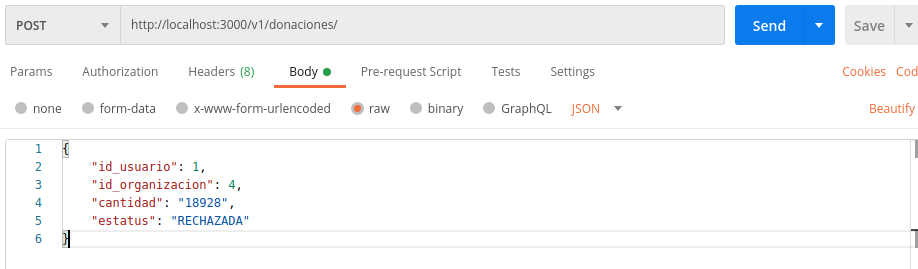 POST http://localhost:3000/v1/donaciones/ Send Save
Params Authorization Headers (8) Body Pre-request Script Tests Settings Cookies Cod
none form-data x-www-form-urlencoded raw binary GraphQL JSON Beautify
1 {
2 "id_usuario": 1,
3 "id_organizacion": 4,
4 "cantidad": "18928",
5 "estatus": "RECHAZADA"
6 }